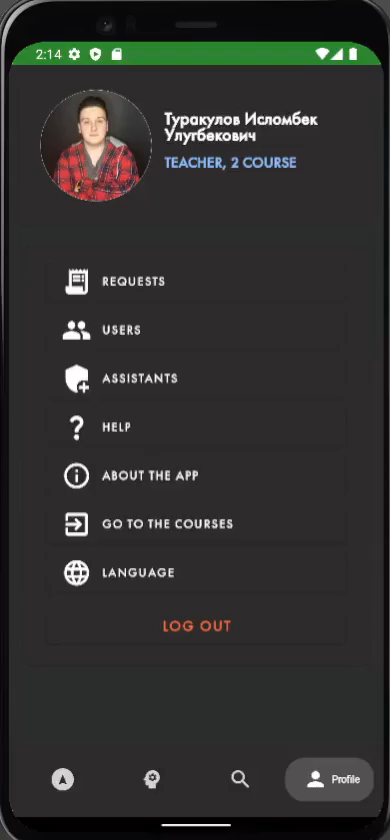 2:14
Туракулов Исломбек
Улугбекович
TEACHER, 2 COURSE
REQUESTS
USERS
ASSISTANTS
HELP
ABOUT THE APP
GO TO THE COURSES
LANGUAGE
LOG OUT
Profile